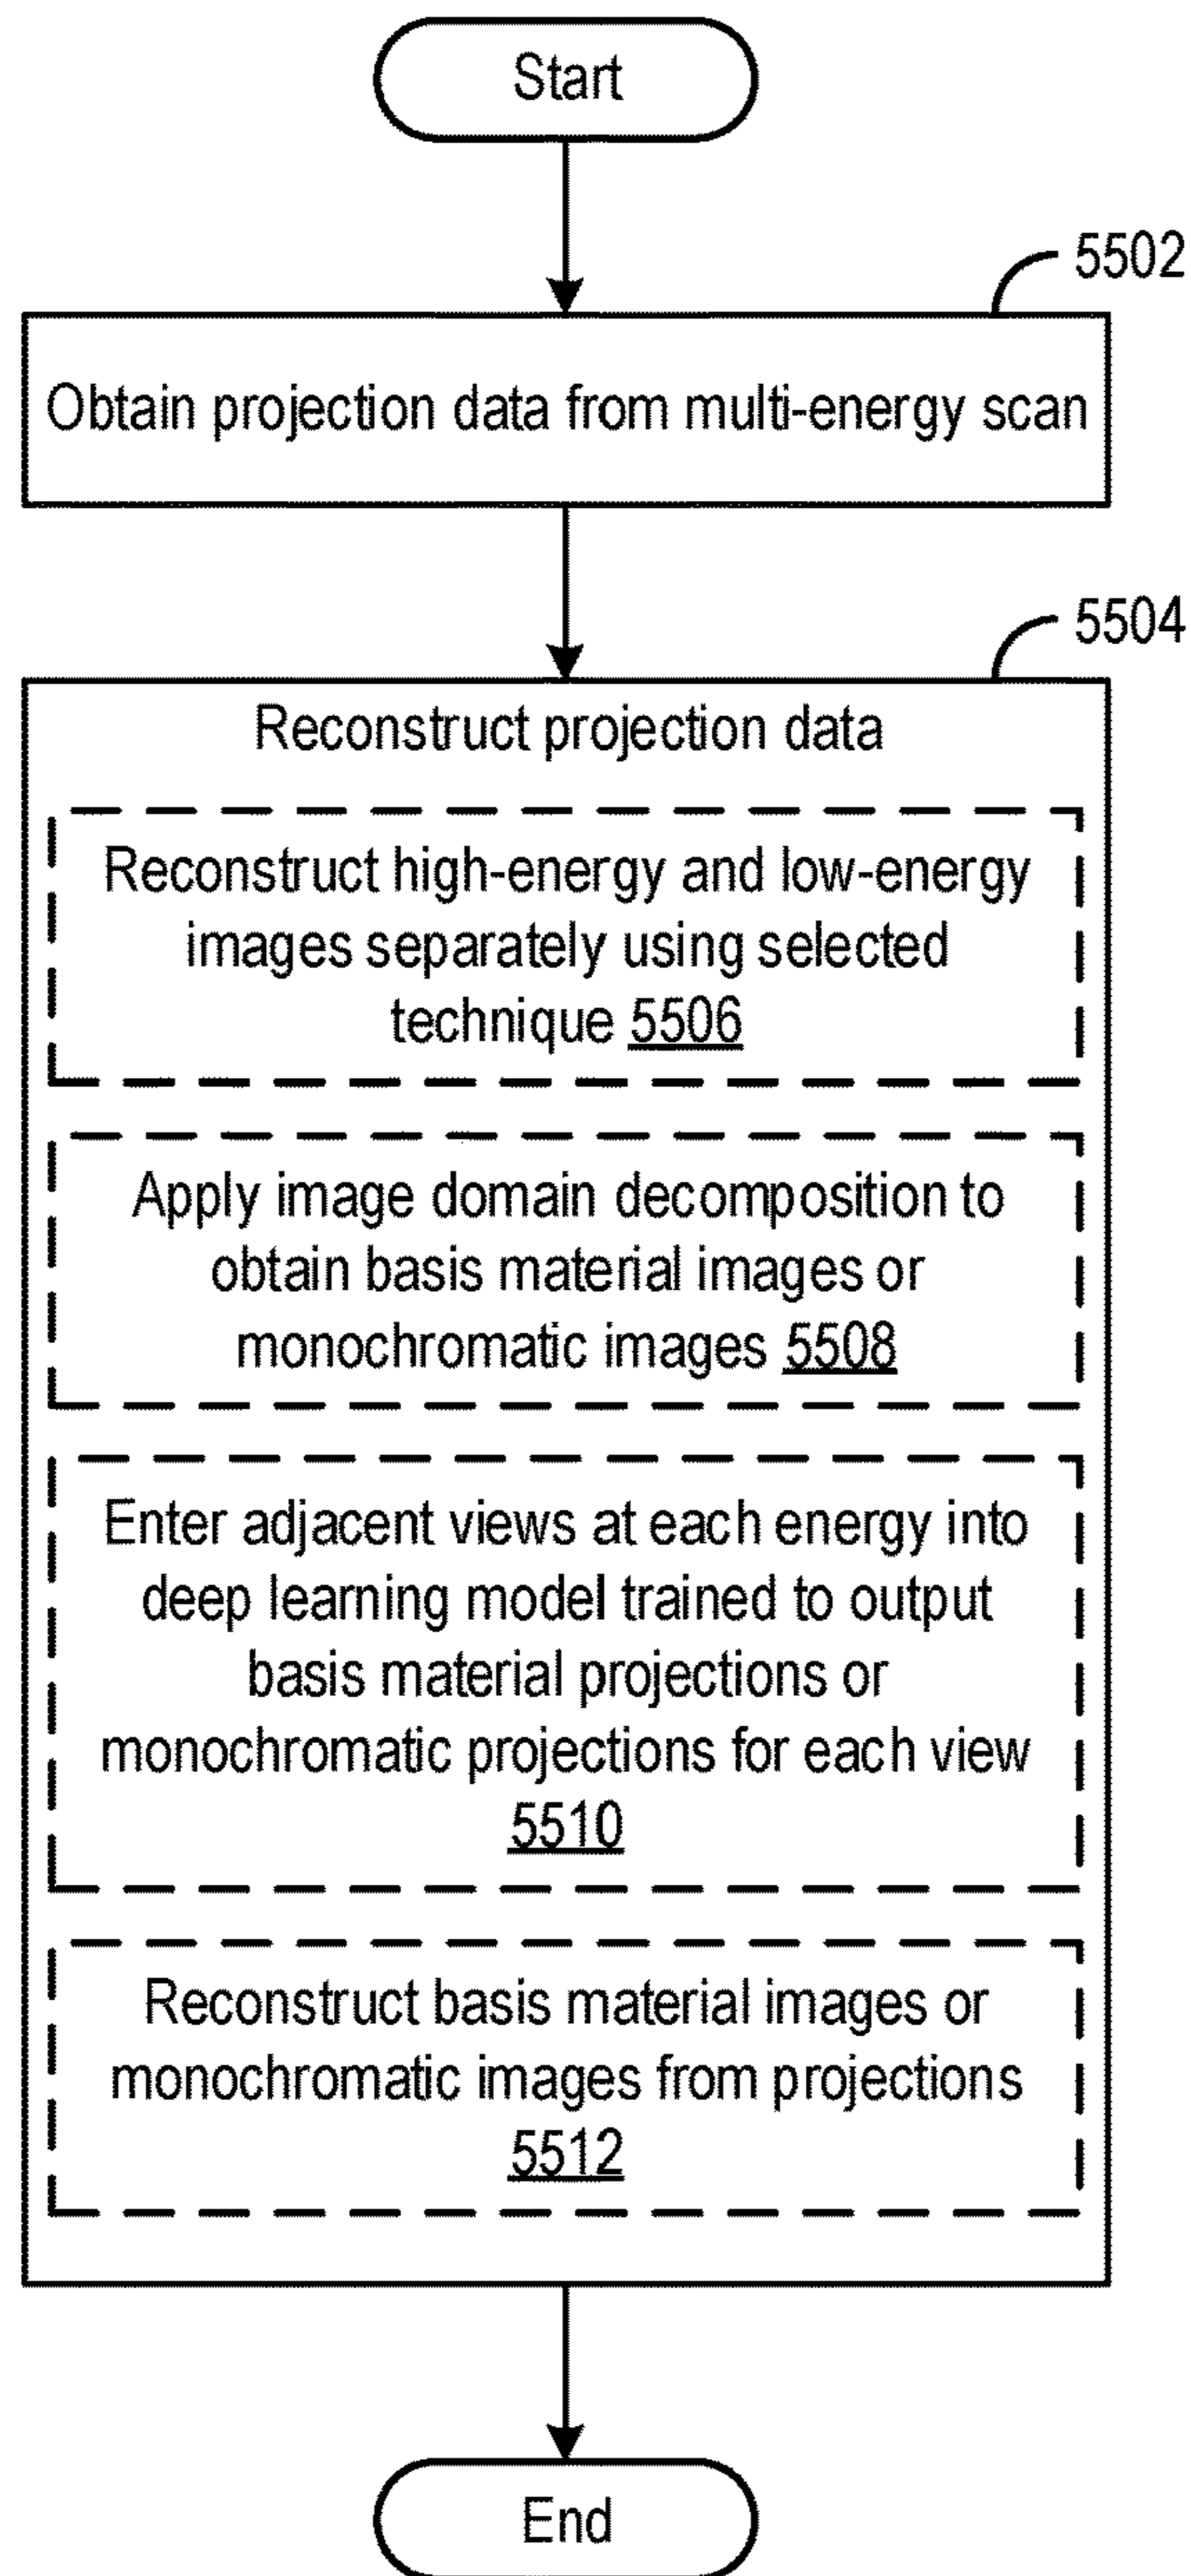 Start
5502
Obtain projection data from multi-energy scan
5504
Reconstruct projection data
Reconstruct high-energy and low-energy
images separately using selected
technique 5506
Apply image domain decomposition to
obtain basis material images or
monochromatic images 5508
Enter adjacent views at each energy into
deep learning model trained to output
basis material projections or
monochromatic projections for each view
5510
Reconstruct basis material images or
monochromatic images from projections
5512
End